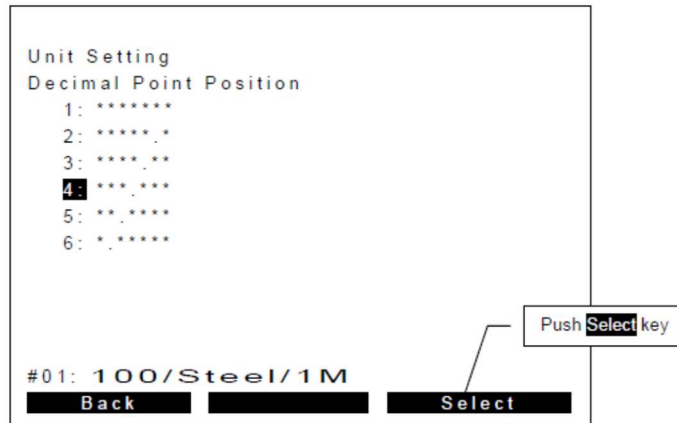 Unit Setting
Decimal Point Position
1: *******
2: *****.*
3: ****.**
4: ***.***
5: **.****
6: *.*****
Push Select key
#01: 100/Steel/1M
Back Select